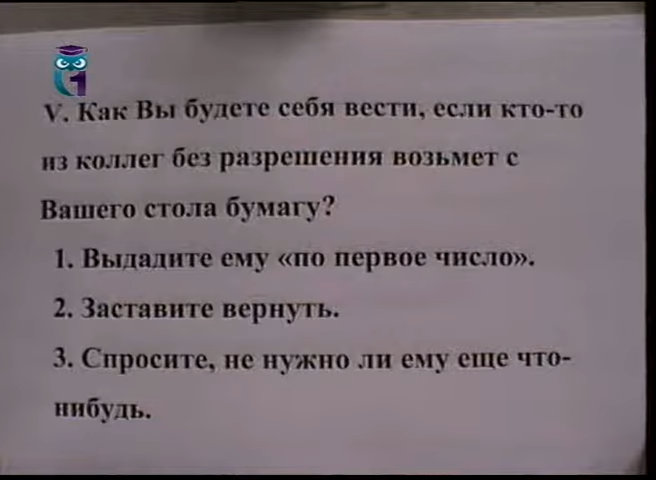 1
V. Как Вы будете себя вести, если кто-то
из коллег без разрешения возьмет с
Вашего стола бумагу?
1. Выдадите ему «по первое число».
2. Заставите вернуть.
3. Спросите, не нужно ли ему еще что-
нибудь.